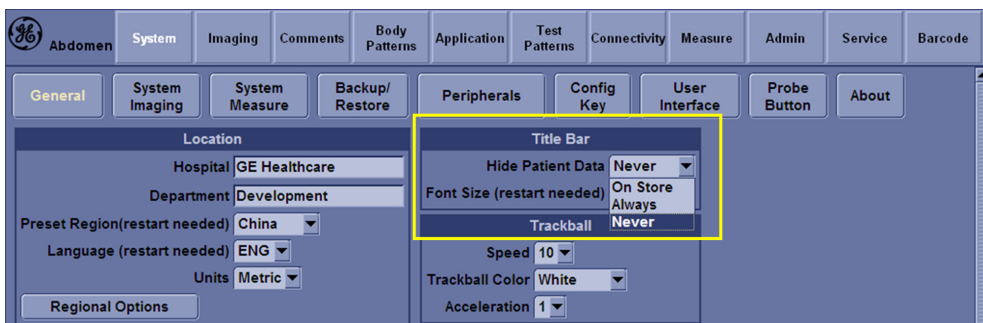 GE
Abdomen
System
Imaging
Comments
Body
Patterns
Application
Test
Patterns
Connectivity
Measure
Admin
Service
Barcode
General
System
Imaging
System
Measure
Backup/
Restore
Peripherals
Config
Key
User
Interface
Probe
Button
About
Location
Hospital GE Healthcare
Department Development
Preset Region(restart needed) China
Language (restart needed) ENG
Units Metric
Regional Options
Title Bar
Hide Patient Data Never
Font Size (restart needed) On Store
Always
Never
Trackball
Speed 10
Trackball Color White
Acceleration 1